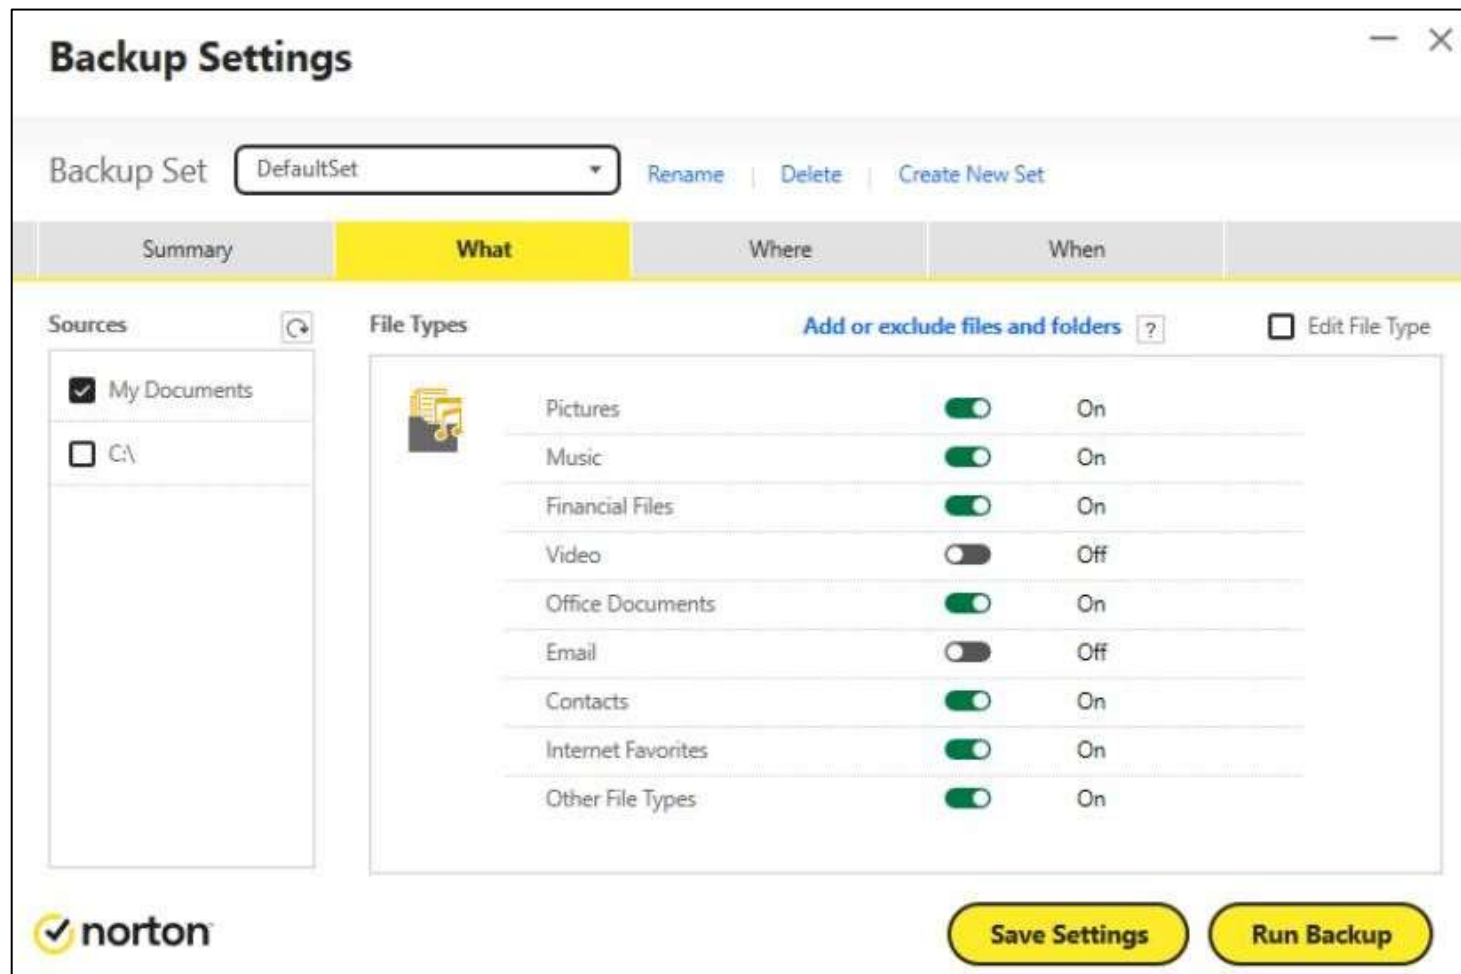 Backup Settings
Backup Set DefaultSet Rename Delete Create New Set
Summary What Where When
Sources File Types Add or exclude files and folders ? Edit File Type
My Documents
C:\
Pictures On
Music On
Financial Files On
Video Off
Office Documents On
Email Off
Contacts On
Internet Favorites On
Other File Types On
norton Save Settings Run Backup